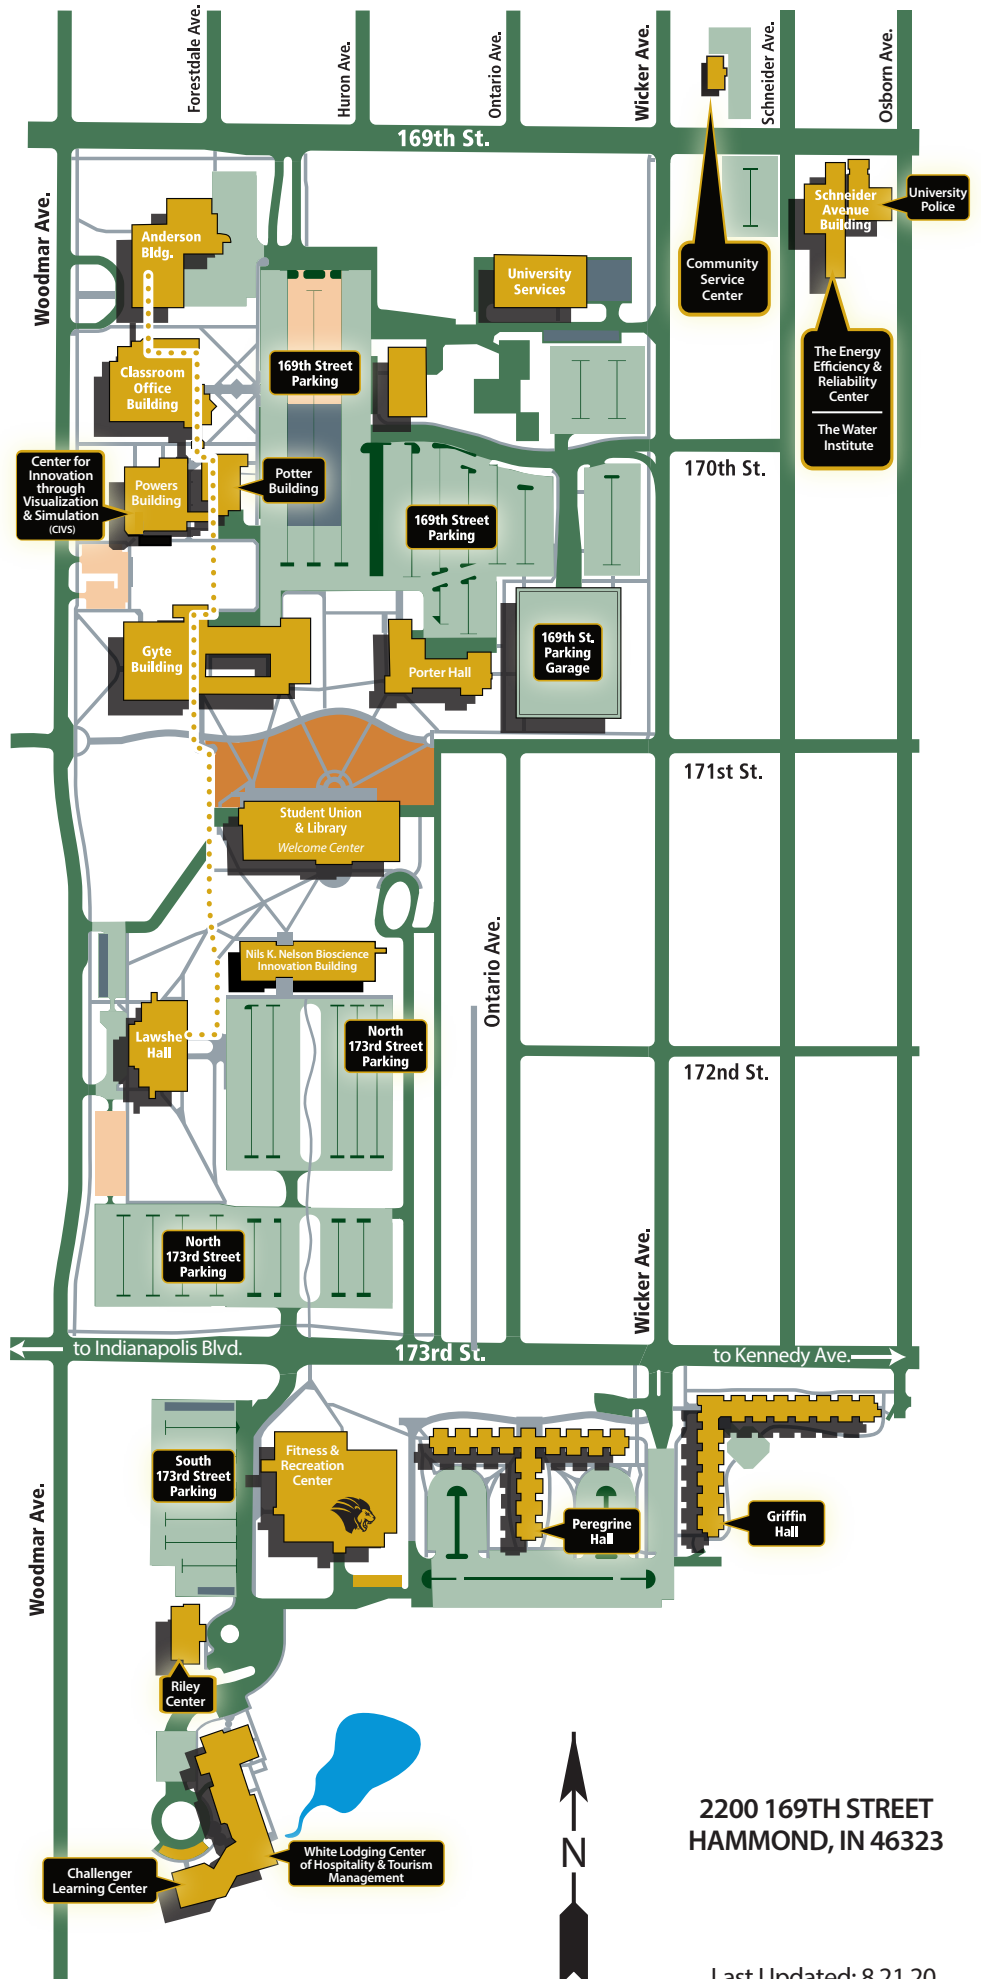 Forestdale Ave.
Huron Ave.
Ontario Ave.
Wicker Ave.
Schneider Ave.
Osborn Ave.
169th St.
Woodmar Ave.
Anderson
Bldg.
University
Services
Community
Service
Center
Schneider
Avenue
Building
University
Police
The Energy
Efficiency &
Reliability
Center
The Water
Institute
Classroom
Office
Building
169th Street
Parking
170th St.
Center for
Innovation
through
Visualization
& Simulation
(CIVS)
Powers
Building
Potter
Building
169th Street
Parking
Gyte
Building
Porter Hall
169th St.
Parking
Garage
171st St.
Student Union
& Library
Welcome Center
Nils K. Nelson Bioscience
Innovation Building
Ontario Ave.
Lawshe
Hall
North
173rd Street
Parking
172nd St.
North
173rd Street
Parking
Wicker Ave.
to Indianapolis Blvd.
173rd St.
to Kennedy Ave.
Woodmar Ave.
South
173rd Street
Parking
Fitness &
Recreation
Center
Peregrine
Hall
Griffin
Hall
Riley
Center
White Lodging Center
of Hospitality & Tourism
Management
Challenger
Learning Center
N
2200 169TH STREET
HAMMOND, IN 46323
Last Updated: 8.21.20